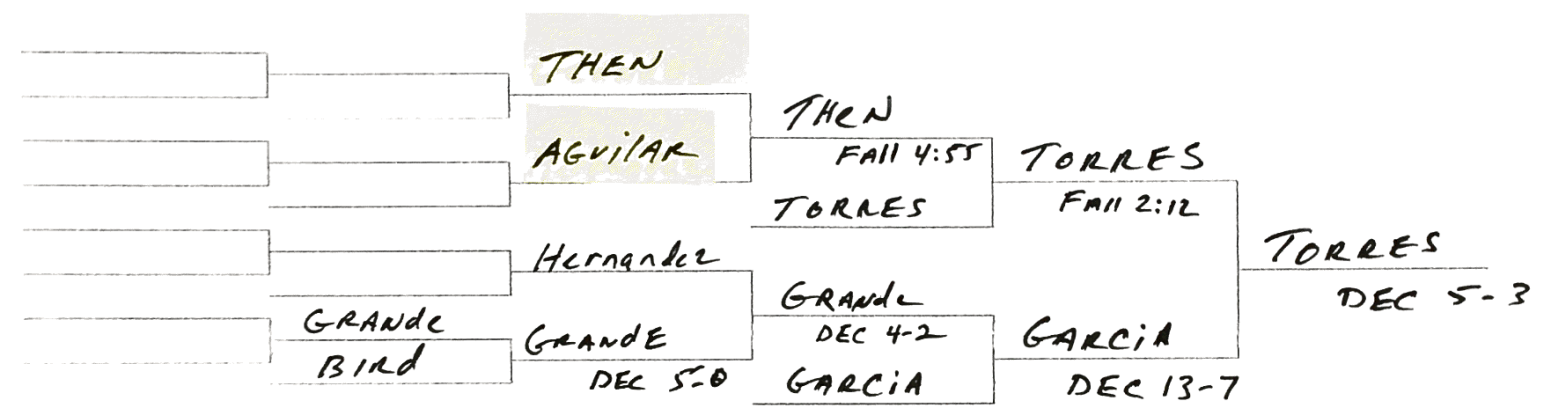 THEN
THEN
Fall 4:55
AGUilAR
TORRES
Fall 2:12
TORRES
TORRES
DEC 5-3
Hernandez
GRANde
DEC 4-2
GRANde
BIRd
GRANdE
DEC 5-0
GARCiA
GARCiA
DEC 13-7